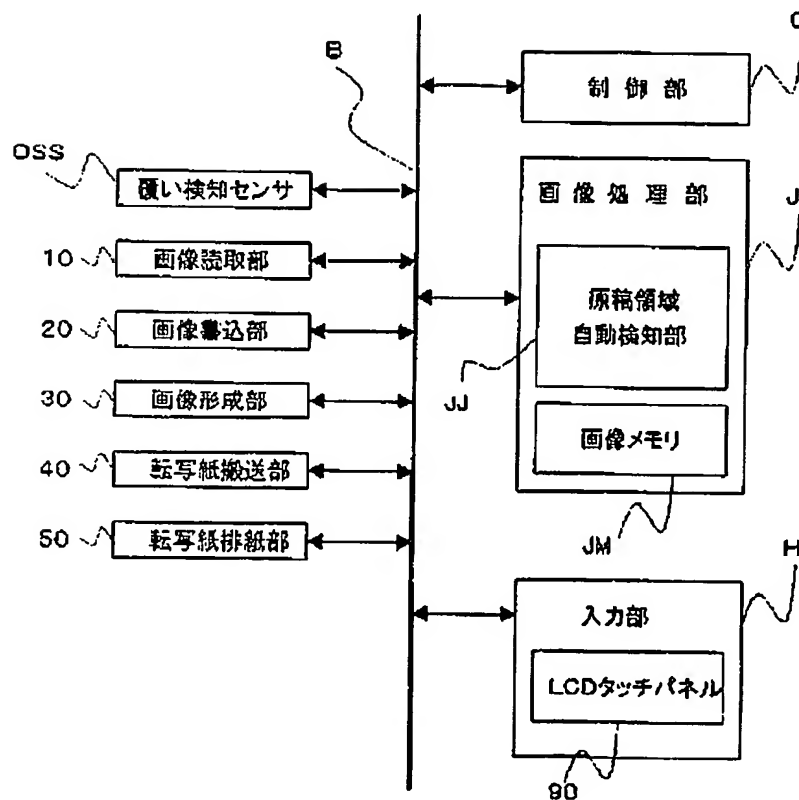 B
OSS
覆い検知センサ
10
画像読取部
20
画像書込部
30
画像形成部
40
転写紙搬送部
50
転写紙排紙部
制御部
J
画像処理部
原稿領域
自動検知部
JJ
画像メモリ
JM
H
入力部
LCDタッチパネル
90